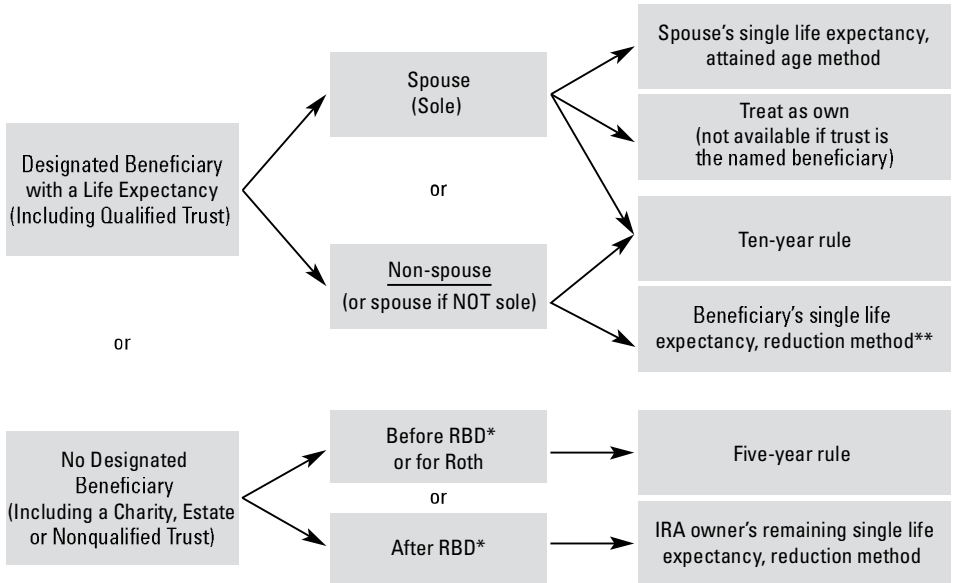 Designated Beneficiary
with a Life Expectancy
(Including Qualified Trust)
or
Spouse
(Sole)
or
Non-spouse
(or spouse if NOT sole)
Spouse's single life expectancy,
attained age method
Treat as own
(not available if trust is
the named beneficiary)
Ten-year rule
Beneficiary's single life
expectancy, reduction method**
No Designated
Beneficiary
(Including a Charity, Estate
or Nonqualified Trust)
Before RBD*
or for Roth
or
After RBD*
Five-year rule
IRA owner's remaining single life
expectancy, reduction method